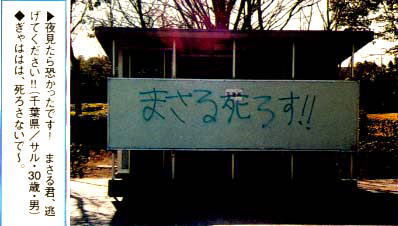 ▶夜見たら恐かったです! まさる君、逃
げてください!!(千葉県/サル・30歳・男)
◆ぎゃははは、死ろさないで〜。
まさる死ろす!!